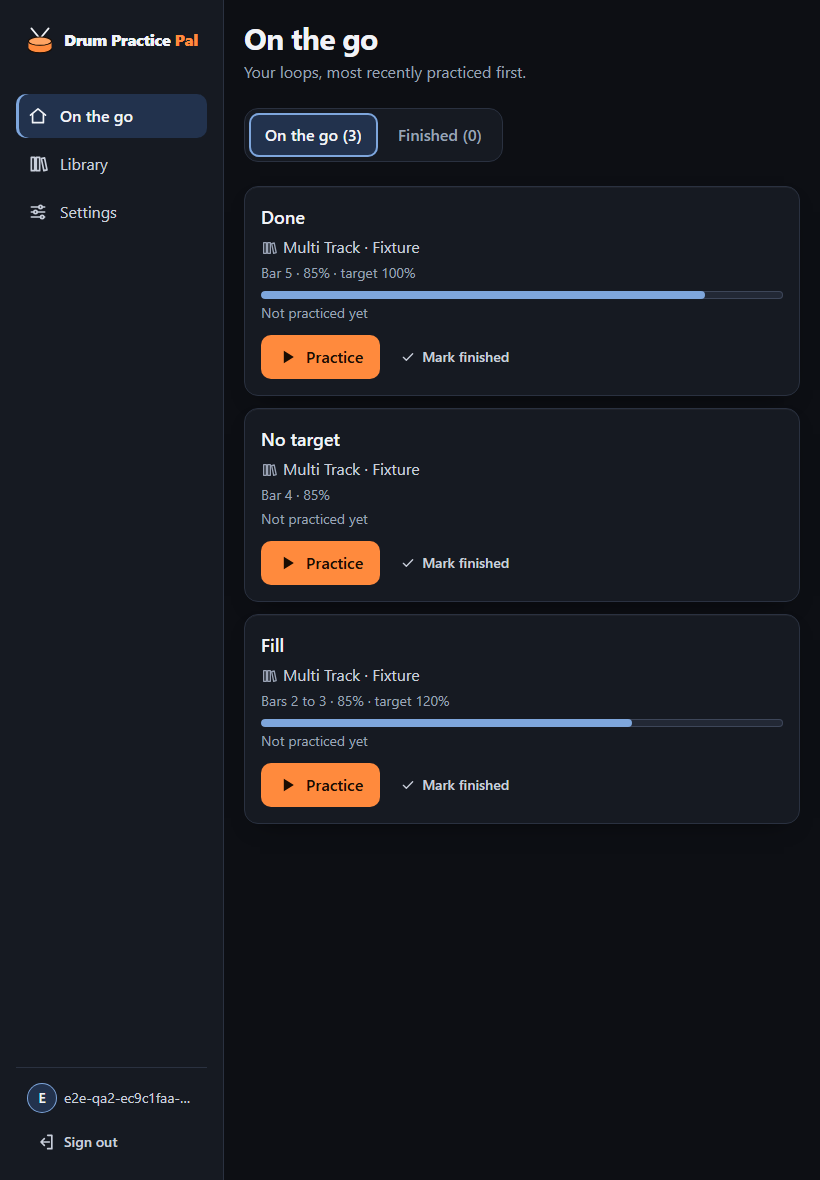 Drum Practice Pal
On the go
Library
Settings
e2e-qa2-ec9c1faa-...
Sign out
On the go
Your loops, most recently practiced first.
On the go (3)
Finished (0)
Done
Multi Track · Fixture
Bar 5 · 85% · target 100%
Not practiced yet
Practice
Mark finished
No target
Multi Track · Fixture
Bar 4 · 85%
Not practiced yet
Practice
Mark finished
Fill
Multi Track · Fixture
Bars 2 to 3 · 85% · target 120%
Not practiced yet
Practice
Mark finished
E